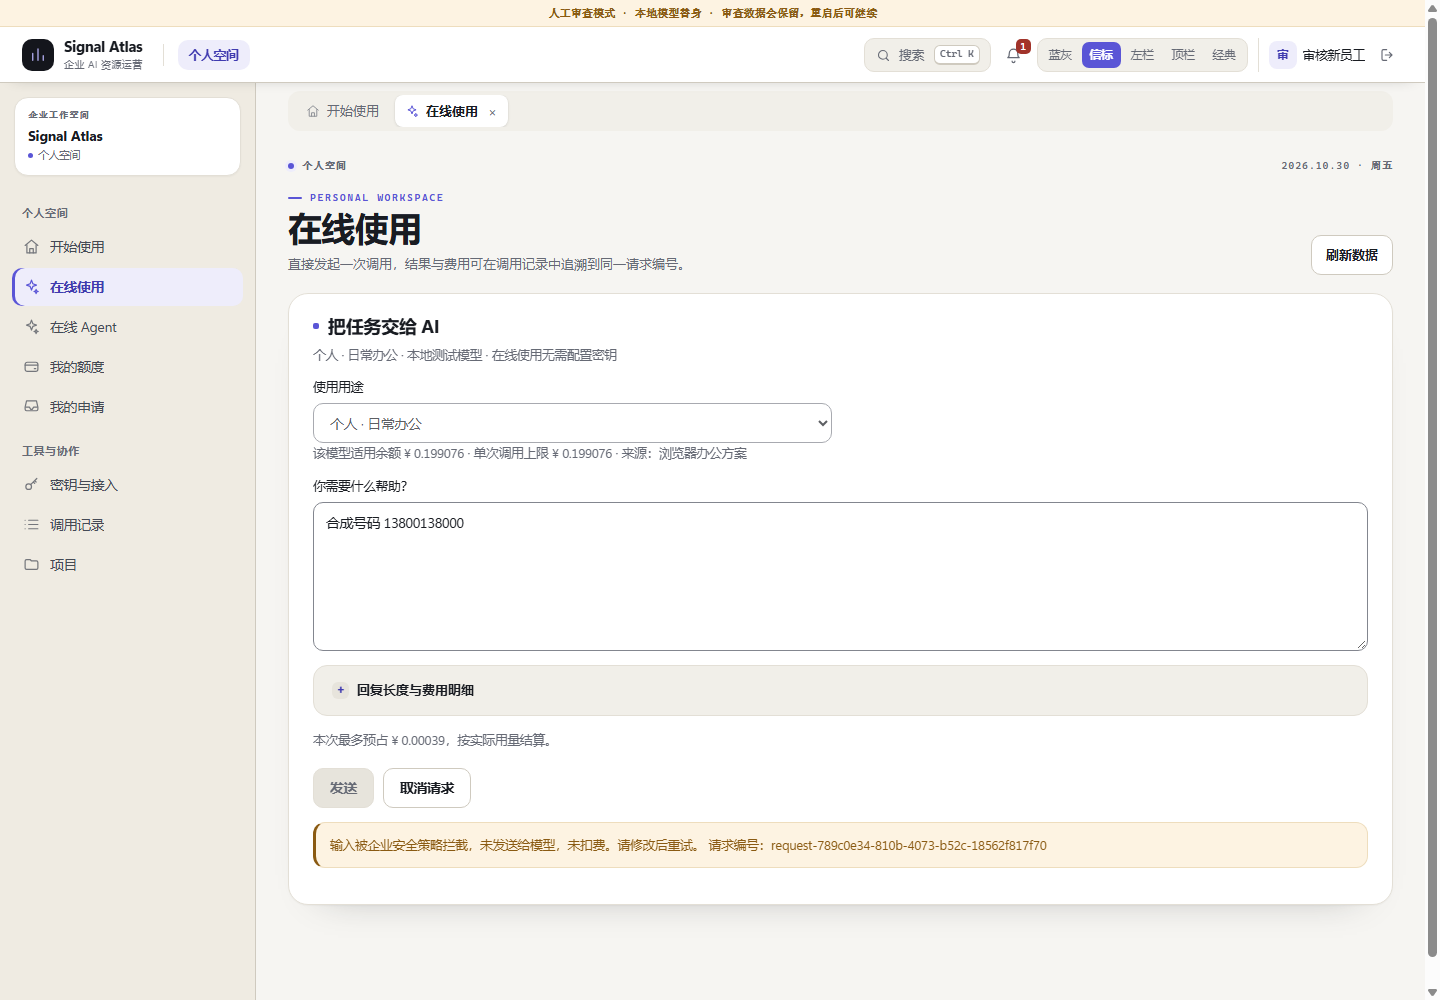 人工审查模式 · 本地模型替身 · 审查数据会保留，重启后可继续
Signal Atlas
企业 AI 资源运营
个人空间
搜索 Ctrl K
1
蓝灰 信标 左栏 顶栏 经典
审 审核新员工
企业工作空间
Signal Atlas
个人空间
个人空间
开始使用
在线使用
在线 Agent
我的额度
我的申请
工具与协作
密钥与接入
调用记录
项目
开始使用 在线使用 ×
个人空间
2026.10.30 · 周五
PERSONAL WORKSPACE
在线使用
直接发起一次调用，结果与费用可在调用记录中追溯到同一请求编号。
刷新数据
把任务交给 AI
个人 · 日常办公 · 本地测试模型 · 在线使用无需配置密钥
使用用途
个人 · 日常办公
该模型适用余额 ¥ 0.199076 · 单次调用上限 ¥ 0.199076 · 来源：浏览器办公方案
你需要什么帮助?
合成号码 13800138000
+ 回复长度与费用明细
本次最多预占 ¥ 0.00039，按实际用量结算。
发送 取消请求
输入被企业安全策略拦截，未发送给模型，未扣费。请修改后重试。 请求编号：request-789c0e34-810b-4073-b52c-18562f817f70